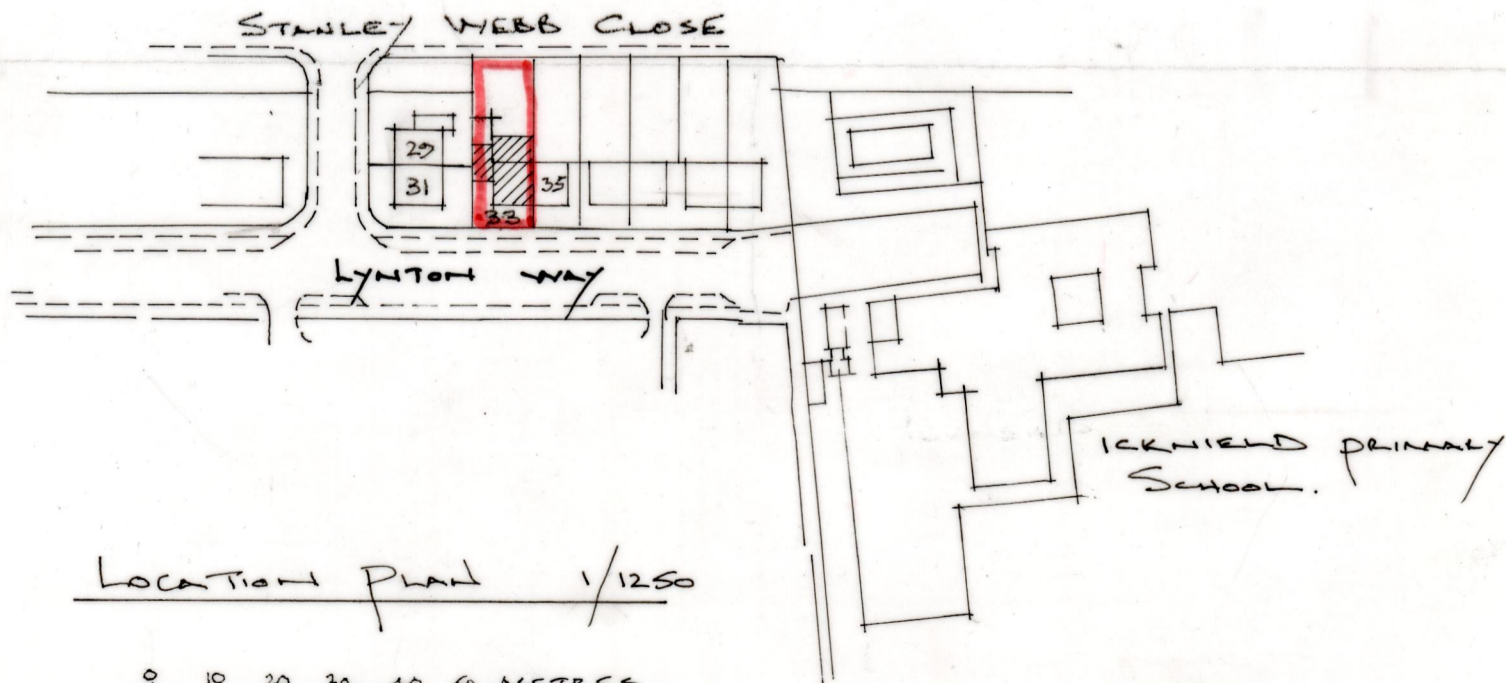 STANLEY WEBB CLOSE
29
31
33
35
LYNTON WAY
ICKNIELD PRIMARY
SCHOOL.
LOCATION PLAN 1/1250
0 10 20 30 40 50 METRES